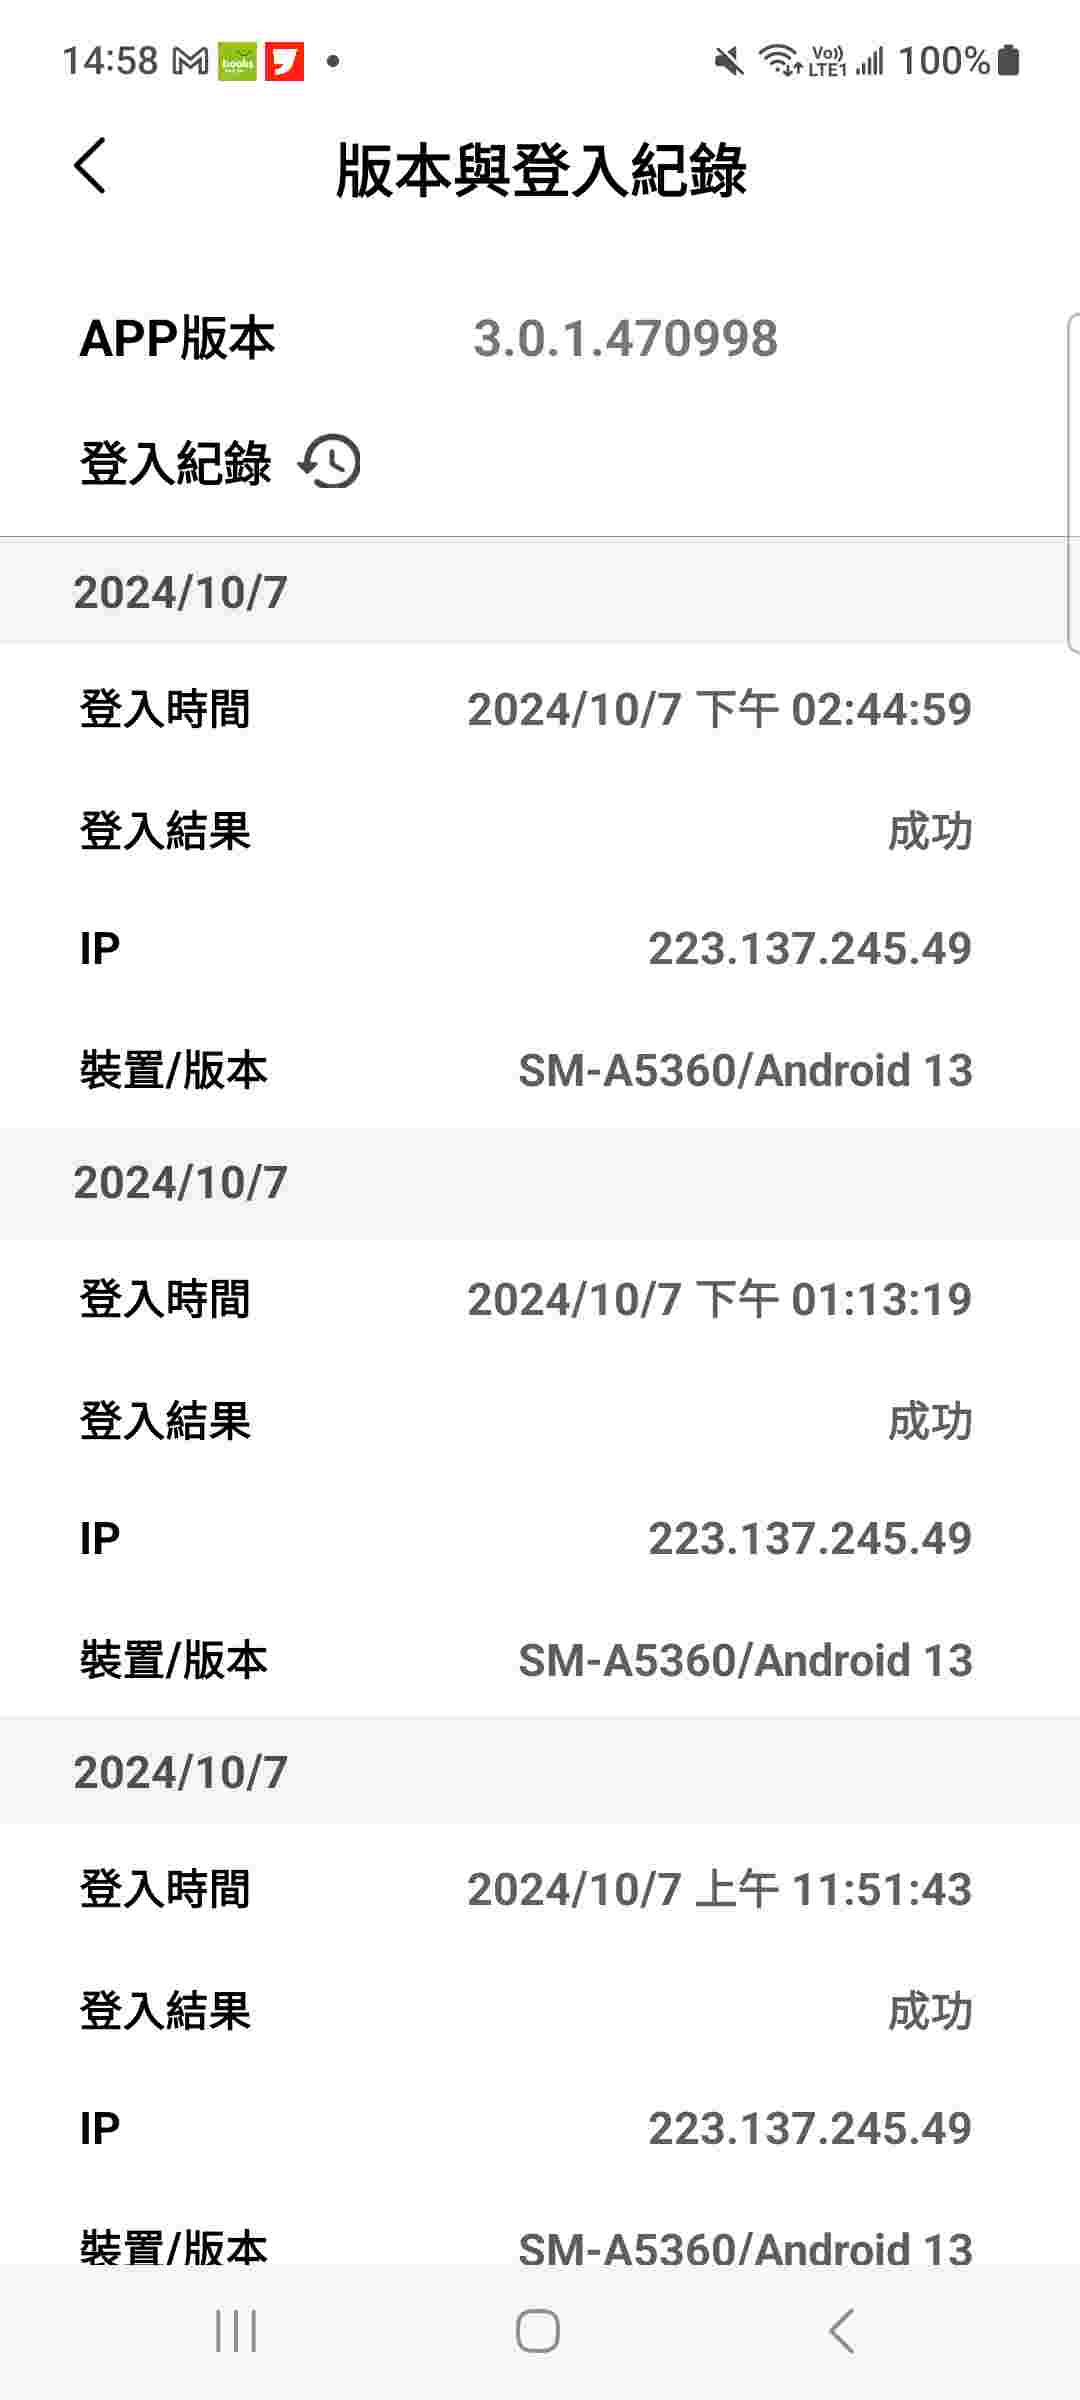 14:58 books Vo)) LTE1 100%
版本與登入紀錄
APP版本 3.0.1.470998
登入紀錄
2024/10/7
登入時間 2024/10/7 下午 02:44:59
登入結果 成功
IP 223.137.245.49
裝置/版本 SM-A5360/Android 13
2024/10/7
登入時間 2024/10/7 下午 01:13:19
登入結果 成功
IP 223.137.245.49
裝置/版本 SM-A5360/Android 13
2024/10/7
登入時間 2024/10/7 上午 11:51:43
登入結果 成功
IP 223.137.245.49
裝置/版本 SM-A5360/Android 13